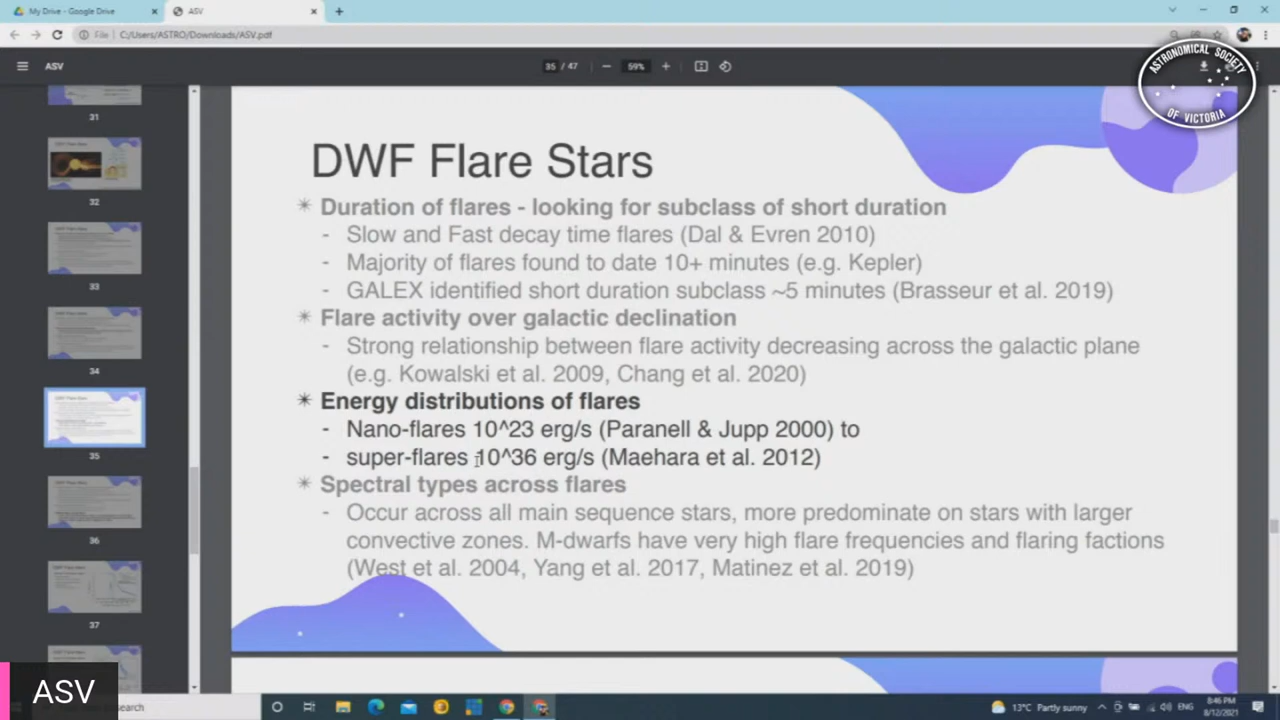 My Drive - Google Drive
ASV
File
C:/Users/ASTRO/Downloads/ASV.pdf
ASV
35 / 47
59%
ASTRONOMICAL SOCIETY
OF VICTORIA
31
32
33
34
35
36
37
DWF Flare Stars
Duration of flares - looking for subclass of short duration
- Slow and Fast decay time flares (Dal & Evren 2010)
- Majority of flares found to date 10+ minutes (e.g. Kepler)
- GALEX identified short duration subclass ~5 minutes (Brasseur et al. 2019)
Flare activity over galactic declination
- Strong relationship between flare activity decreasing across the galactic plane
(e.g. Kowalski et al. 2009, Chang et al. 2020)
Energy distributions of flares
- Nano-flares 10^23 erg/s (Paranell & Jupp 2000) to
- super-flares 10^36 erg/s (Maehara et al. 2012)
Spectral types across flares
- Occur across all main sequence stars, more predominate on stars with larger
convective zones. M-dwarfs have very high flare frequencies and flaring factions
(West et al. 2004, Yang et al. 2017, Matinez et al. 2019)
ASV
13°C Partly sunny
8:46 PM
8/12/2021